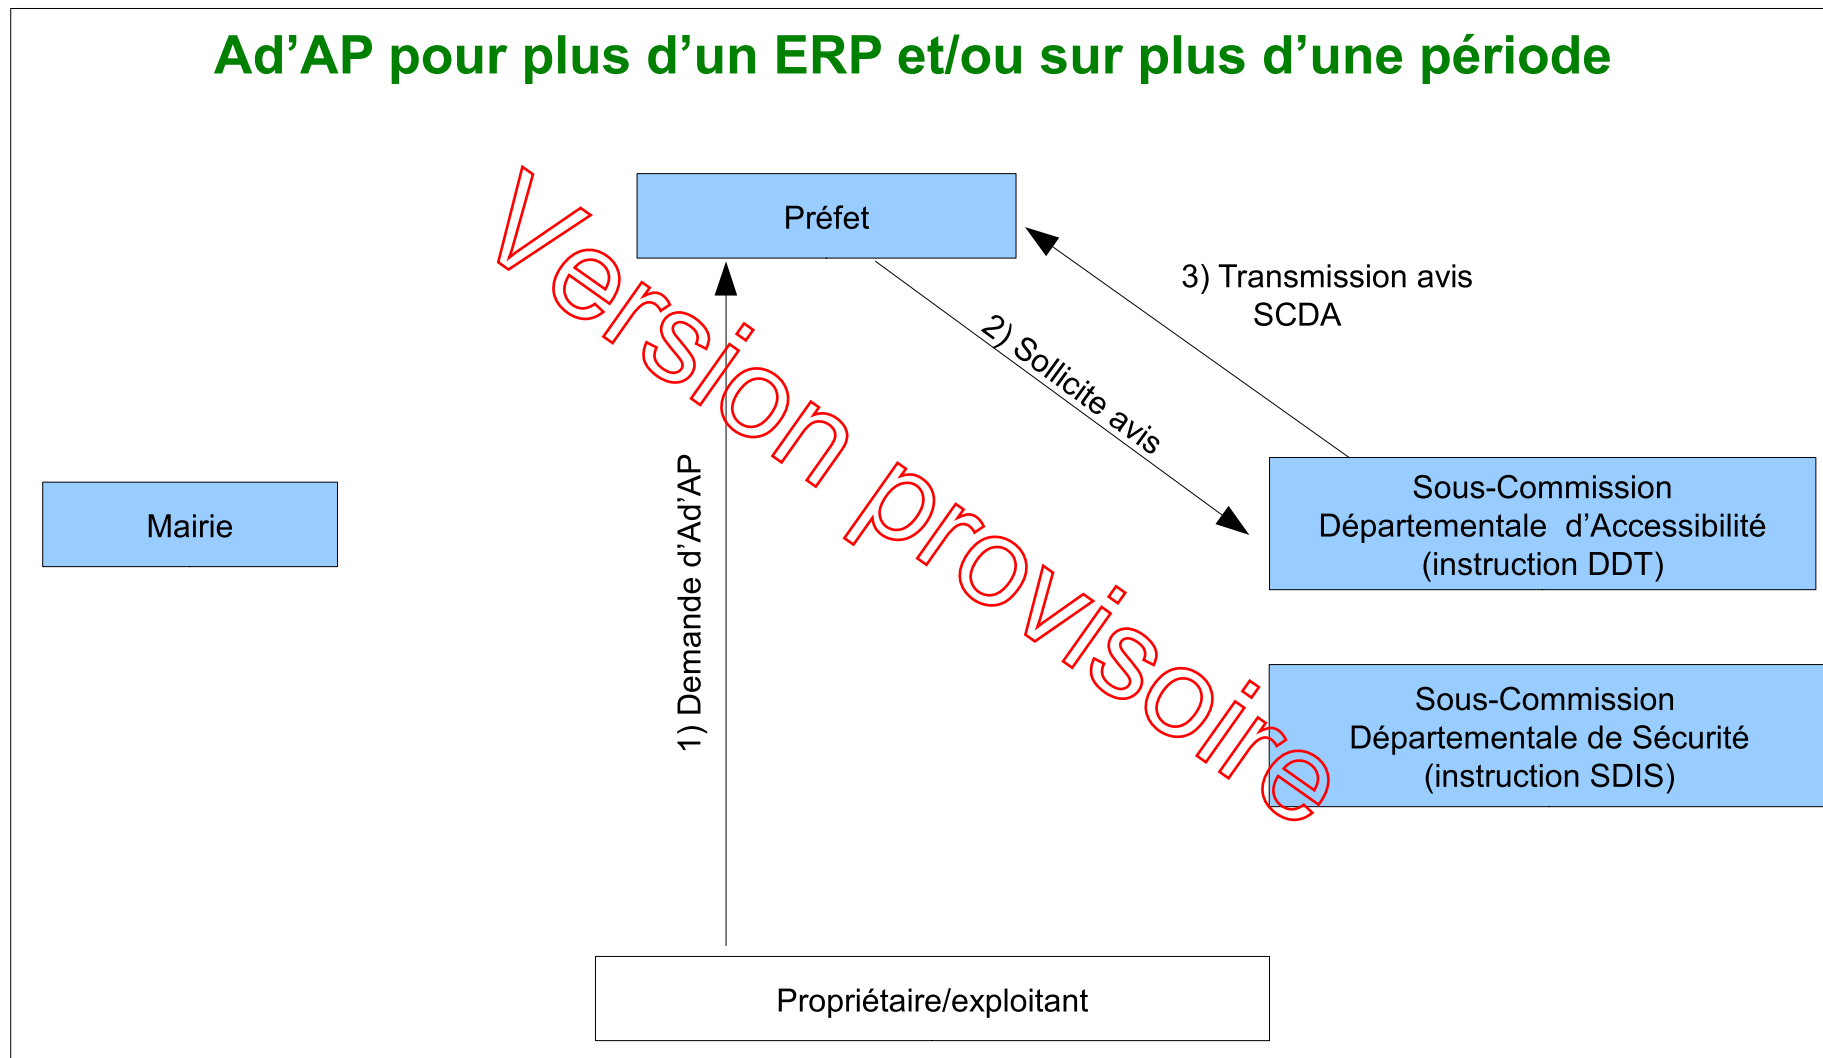 Ad’AP pour plus d’un ERP et/ou sur plus d’une période
Préfet
3) Transmission avis
SCDA
2) Sollicite avis
1) Demande d’Ad’AP
Version provisoire
Mairie
Sous-Commission
Départementale d’Accessibilité
(instruction DDT)
Sous-Commission
Départementale de Sécurité
(instruction SDIS)
Propriétaire/exploitant